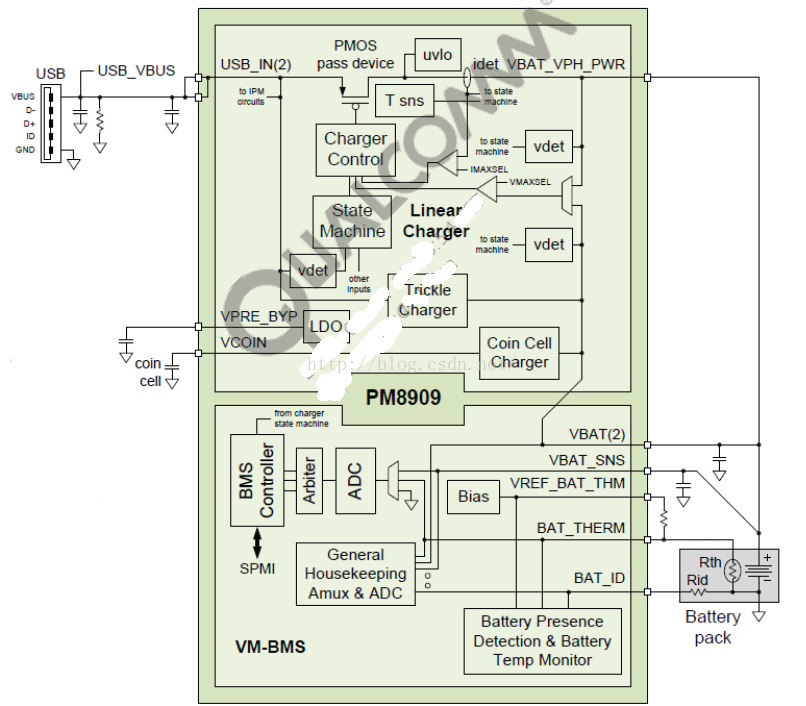 USB
USB_VBUS
VBUS
D-
D+
ID
GND
USB_IN(2)
PMOS
pass device
uvlo
idet
VBAT_VPH_PWR
to IPM
circuits
T sns
to state
machine
Charger
Control
to state
machine
vdet
IMAXSEL
VMAXSEL
State
Machine
Linear
Charger
to state
machine
vdet
vdet
other
inputs
Trickle
Charger
VPRE_BYP
LDO
VCOIN
coin
cell
Coin Cell
Charger
QUALCOMM
http://blog.csdn.net/
PM8909
from charger
state machine
VBAT(2)
BMS
Controller
Arbiter
ADC
VBAT_SNS
Bias
VREF_BAT_THM
SPMI
BAT_THERM
General
Housekeeping
Amux & ADC
BAT_ID
Rth
Rid
+
−
Battery
pack
Battery Presence
Detection & Battery
Temp Monitor
VM-BMS